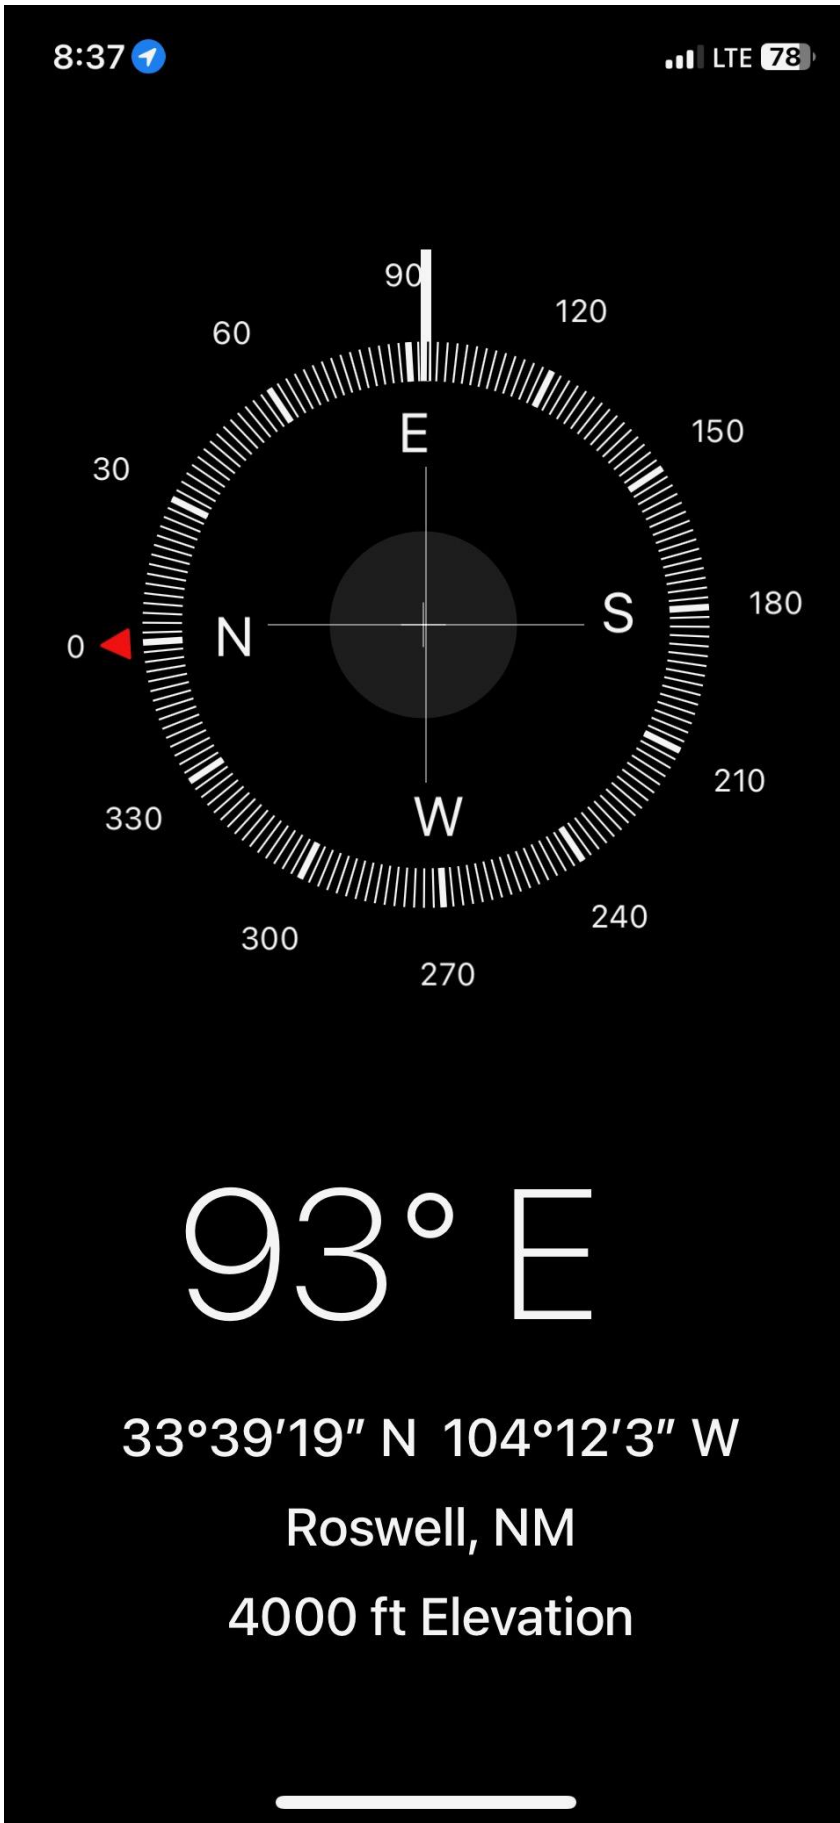 8:37 LTE 78
90
60 120
30 150
E
0 N S 180
W
330 210
300 240
270
93° E
33°39′19″ N 104°12′3″ W
Roswell, NM
4000 ft Elevation